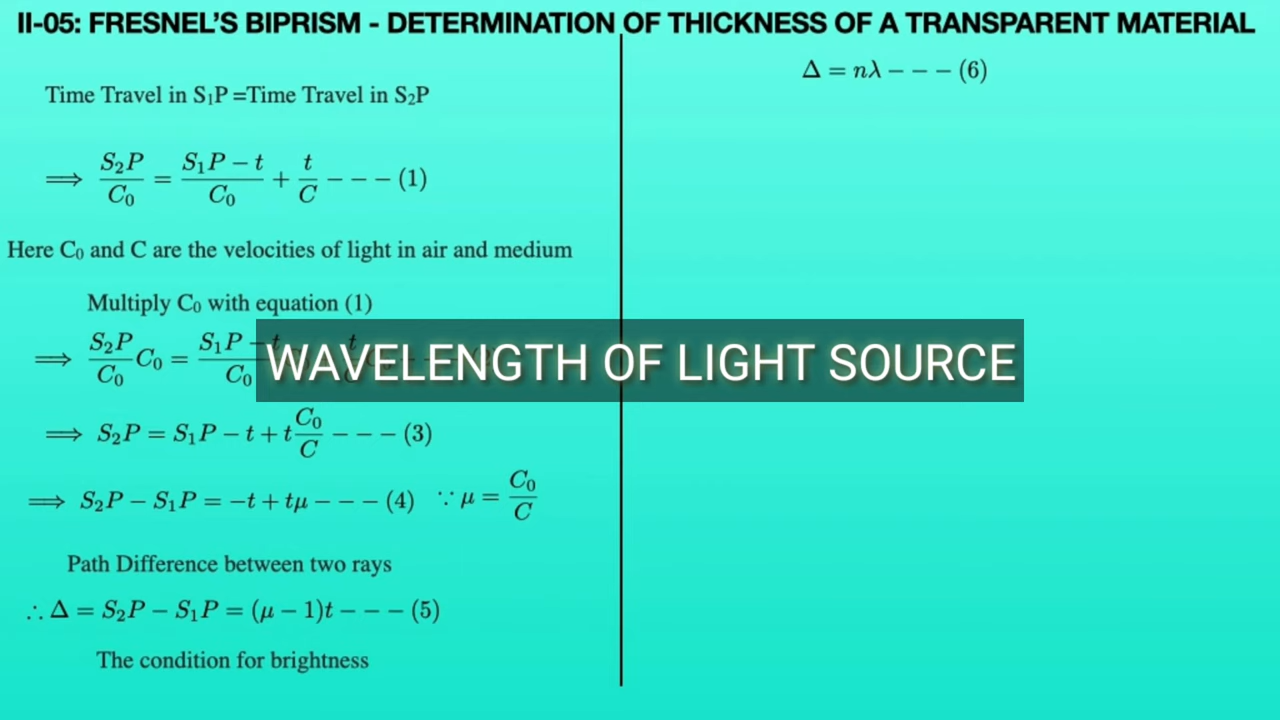 II-05: FRESNEL'S BIPRISM - DETERMINATION OF THICKNESS OF A TRANSPARENT MATERIAL
Time Travel in S₁P =Time Travel in S₂P
⟹ S₂P/C₀ = (S₁P − t)/C₀ + t/C − − − (1)
Here C₀ and C are the velocities of light in air and medium
Multiply C₀ with equation (1)
⟹ S₂P/C₀ C₀ = S₁P − t/C₀
⟹ S₂P = S₁P − t + t C₀/C − − − (3)
⟹ S₂P − S₁P = −t + tμ − − − (4) ∵ μ = C₀/C
Path Difference between two rays
∴ Δ = S₂P − S₁P = (μ − 1)t − − − (5)
The condition for brightness
Δ = nλ − − − (6)
WAVELENGTH OF LIGHT SOURCE